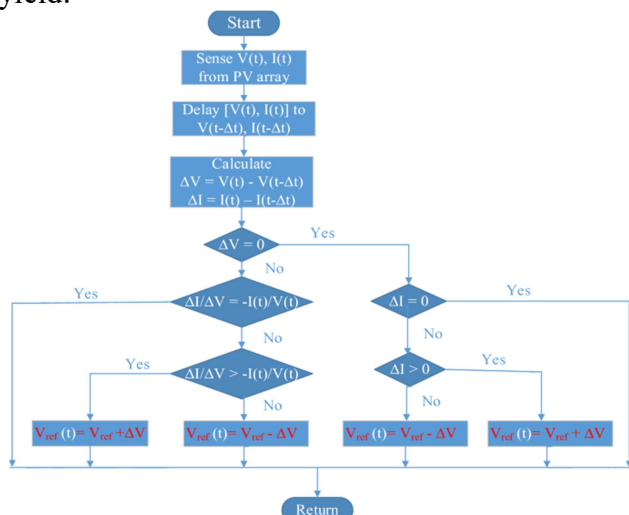 yield.
Start
Sense V(t), I(t)
from PV array
Delay [V(t), I(t)] to
V(t-Δt), I(t-Δt)
Calculate
ΔV = V(t) - V(t-Δt)
ΔI = I(t) – I(t-Δt)
ΔV = 0
Yes
No
Yes
ΔI/ΔV = -I(t)/V(t)
ΔI = 0
Yes
No
No
Yes
ΔI/ΔV > -I(t)/V(t)
ΔI > 0
Yes
No
No
Vref (t)= Vref +ΔV
Vref (t)= Vref - ΔV
Vref (t)= Vref - ΔV
Vref (t)= Vref + ΔV
Return